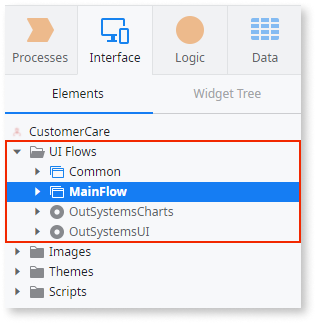 Processes Interface Logic Data
Elements Widget Tree
CustomerCare
UI Flows
Common
MainFlow
OutSystemsCharts
OutSystemsUI
Images
Themes
Scripts